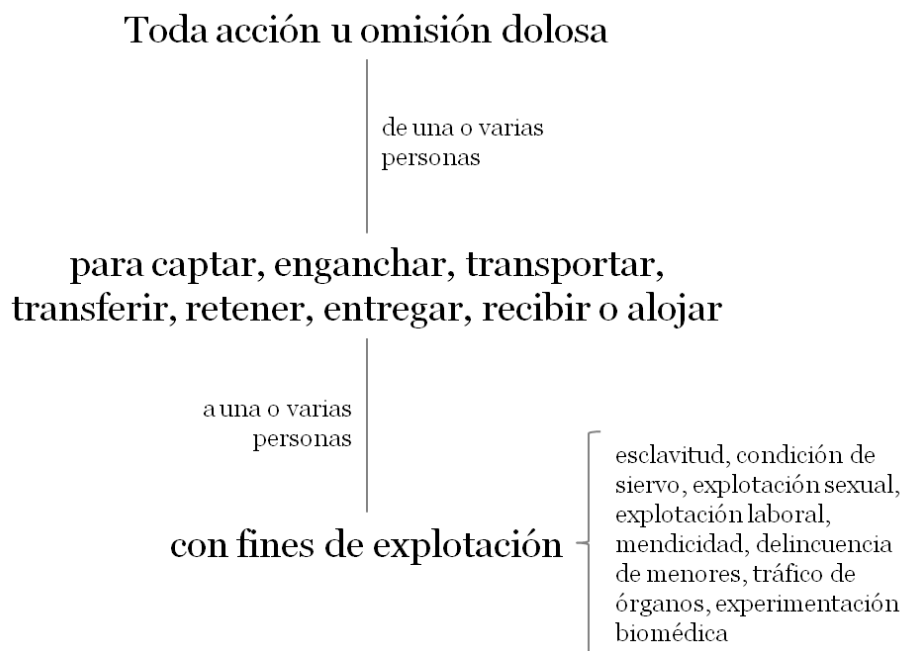 Toda acción u omisión dolosa
de una o varias
personas
para captar, enganchar, transportar,
transferir, retener, entregar, recibir o alojar
a una o varias
personas
con fines de explotación
esclavitud, condición de
siervo, explotación sexual,
explotación laboral,
mendicidad, delincuencia
de menores, tráfico de
órganos, experimentación
biomédica